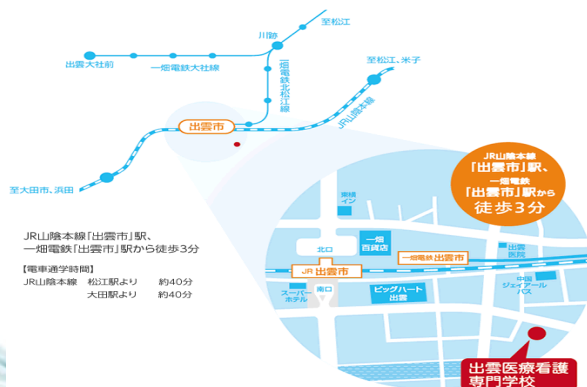 至松江
川跡
出雲大社前
一畑電鉄大社線
一畑電鉄北松江線
至松江、米子
JR山陰本線
出雲市
至大田市、浜田
JR山陰本線「出雲市」駅、
一畑電鉄「出雲市」駅から徒歩3分
【電車通学時間】
JR山陰本線 松江駅より 約40分
大田駅より 約40分
JR山陰本線
「出雲市」駅、
一畑電鉄
「出雲市」駅から
徒歩3分
東横
イン
北口
一畑
百貨店
一畑電鉄出雲市
出雲
医院
JR 出雲市
中国
ジェイアール
バス
スーパー
ホテル
南口
ビッグハート
出雲
出雲医療看護
専門学校